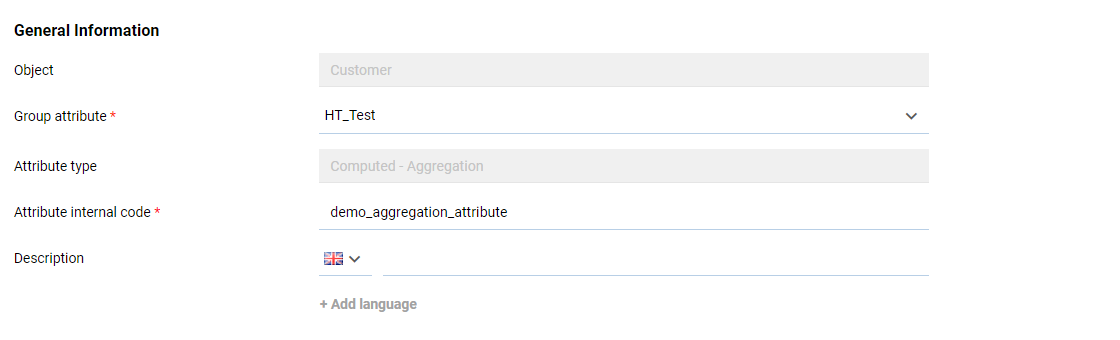 General Information
Object
Customer
Group attribute *
HT_Test
Attribute type
Computed - Aggregation
Attribute internal code *
demo_aggregation_attribute
Description
+ Add language